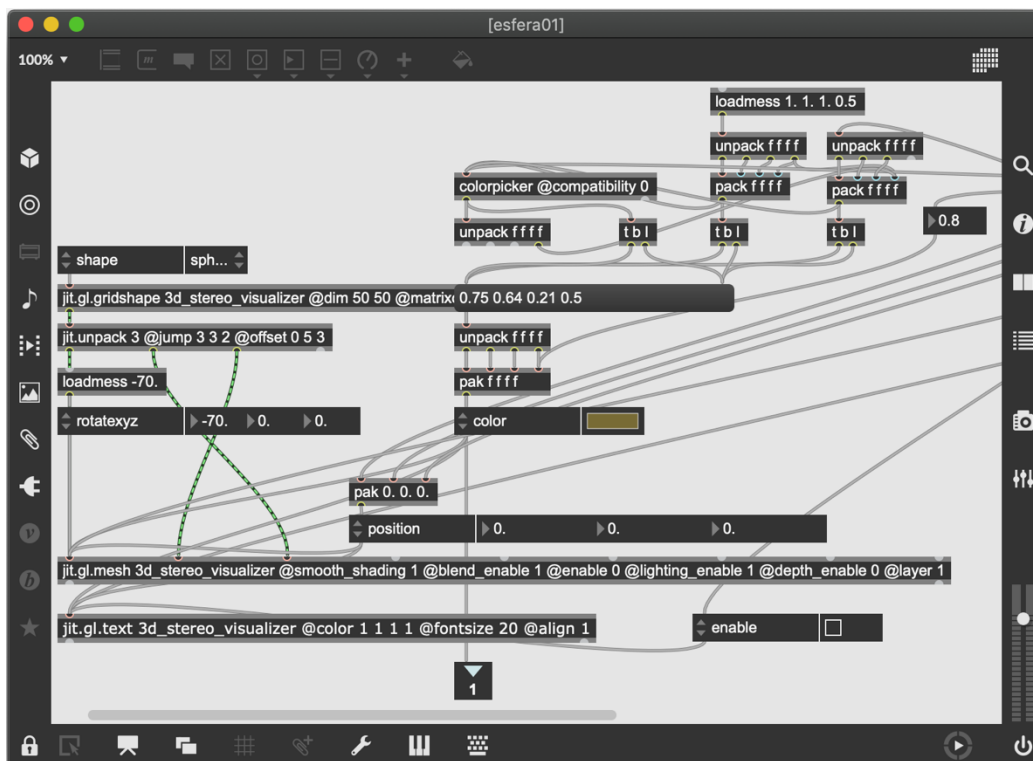 [esfera01]
100%
loadmess 1. 1. 1. 0.5
unpack f f f f
unpack f f f f
colorpicker @compatibility 0
pack f f f f
pack f f f f
0.8
unpack f f f f
t b l
t b l
t b l
shape
sph...
jit.gl.gridshape 3d_stereo_visualizer @dim 50 50 @matrixo
0.75 0.64 0.21 0.5
jit.unpack 3 @jump 3 3 2 @offset 0 5 3
unpack f f f f
loadmess -70.
pak f f f f
rotatexyz
-70.
0.
0.
color
pak 0. 0. 0.
position
0.
0.
0.
jit.gl.mesh 3d_stereo_visualizer @smooth_shading 1 @blend_enable 1 @enable 0 @lighting_enable 1 @depth_enable 0 @layer 1
jit.gl.text 3d_stereo_visualizer @color 1 1 1 1 @fontsize 20 @align 1
enable
1